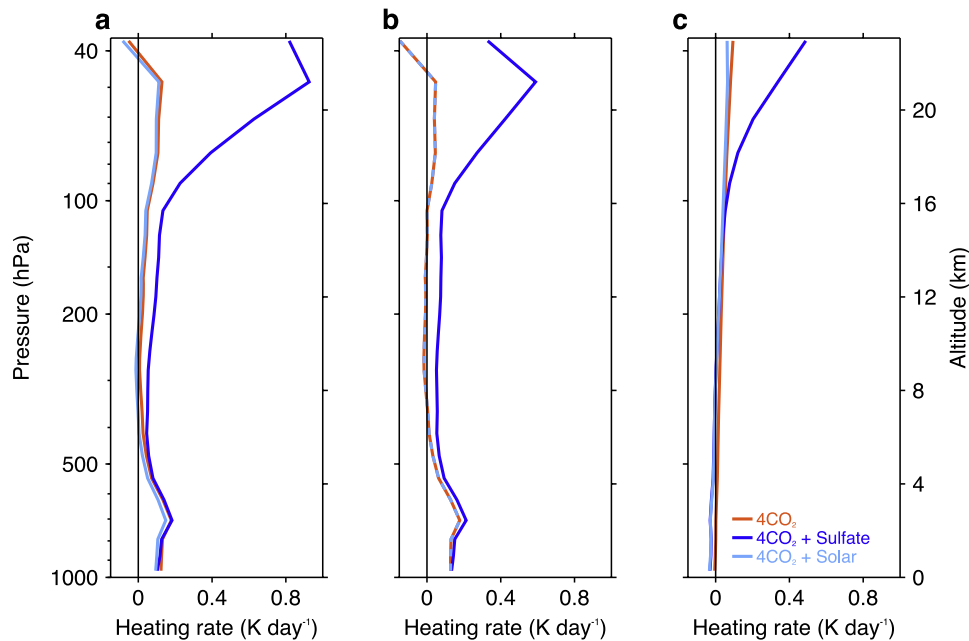 a
b
c
40
100
200
500
1000
Pressure (hPa)
0
0.4
0.8
Heating rate (K day⁻¹)
0
0.4
0.8
Heating rate (K day⁻¹)
0
0.4
0.8
Heating rate (K day⁻¹)
20
16
12
8
4
0
Altitude (km)
4CO₂
4CO₂ + Sulfate
4CO₂ + Solar